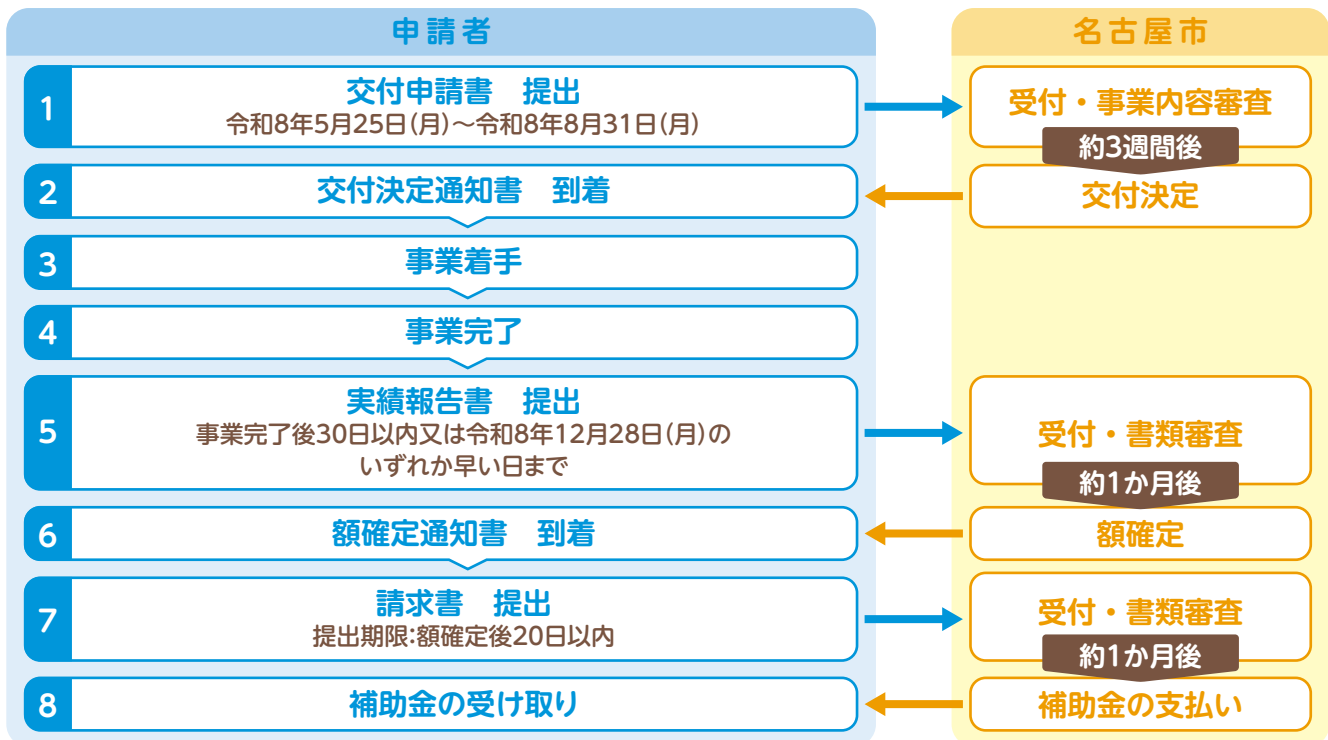 申請者
名古屋市
1
交付申請書　提出
令和8年5月25日(月)～令和8年8月31日(月)
受付・事業内容審査
約3週間後
2
交付決定通知書　到着
交付決定
3
事業着手
4
事業完了
5
実績報告書　提出
事業完了後30日以内又は令和8年12月28日(月)の
いずれか早い日まで
受付・書類審査
約1か月後
6
額確定通知書　到着
額確定
7
請求書　提出
提出期限:額確定後20日以内
受付・書類審査
約1か月後
8
補助金の受け取り
補助金の支払い